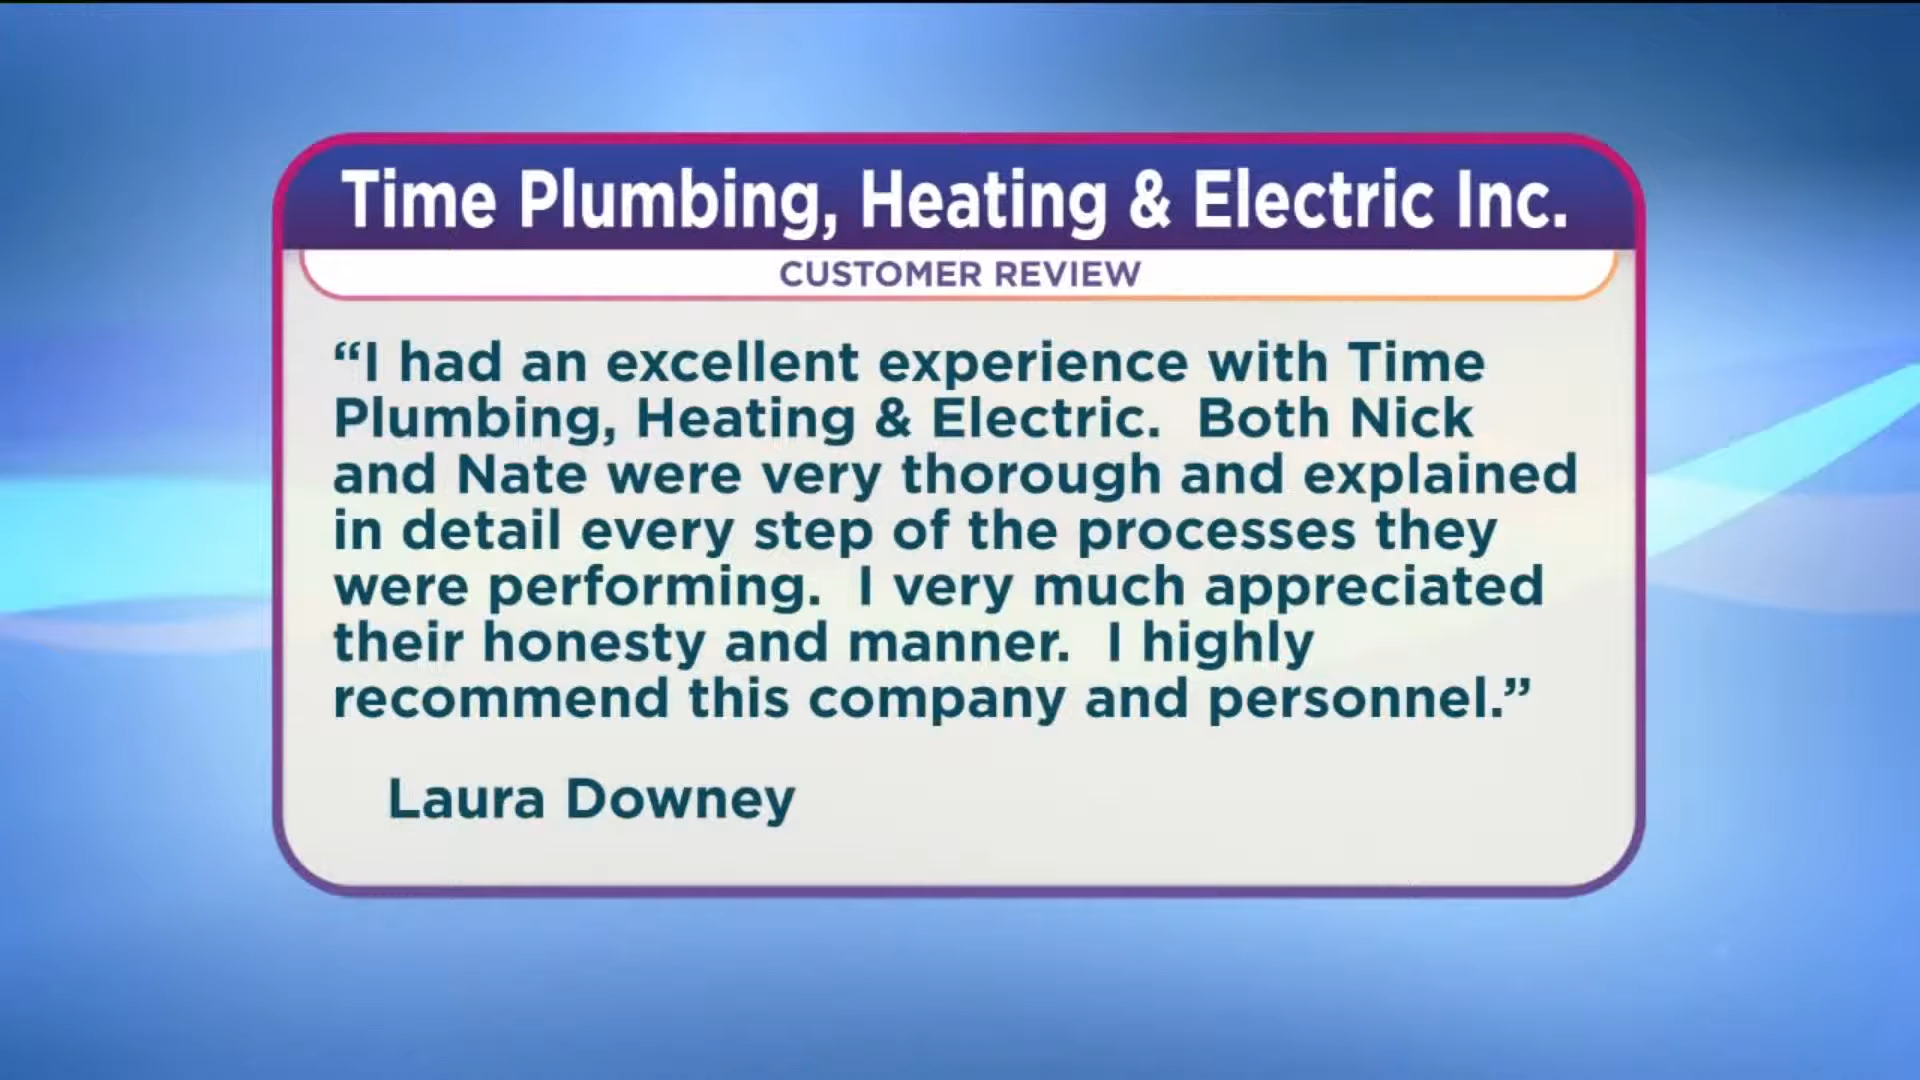 Time Plumbing, Heating & Electric Inc.
CUSTOMER REVIEW
“I had an excellent experience with Time
Plumbing, Heating & Electric.  Both Nick
and Nate were very thorough and explained
in detail every step of the processes they
were performing.  I very much appreciated
their honesty and manner.  I highly
recommend this company and personnel.”
Laura Downey